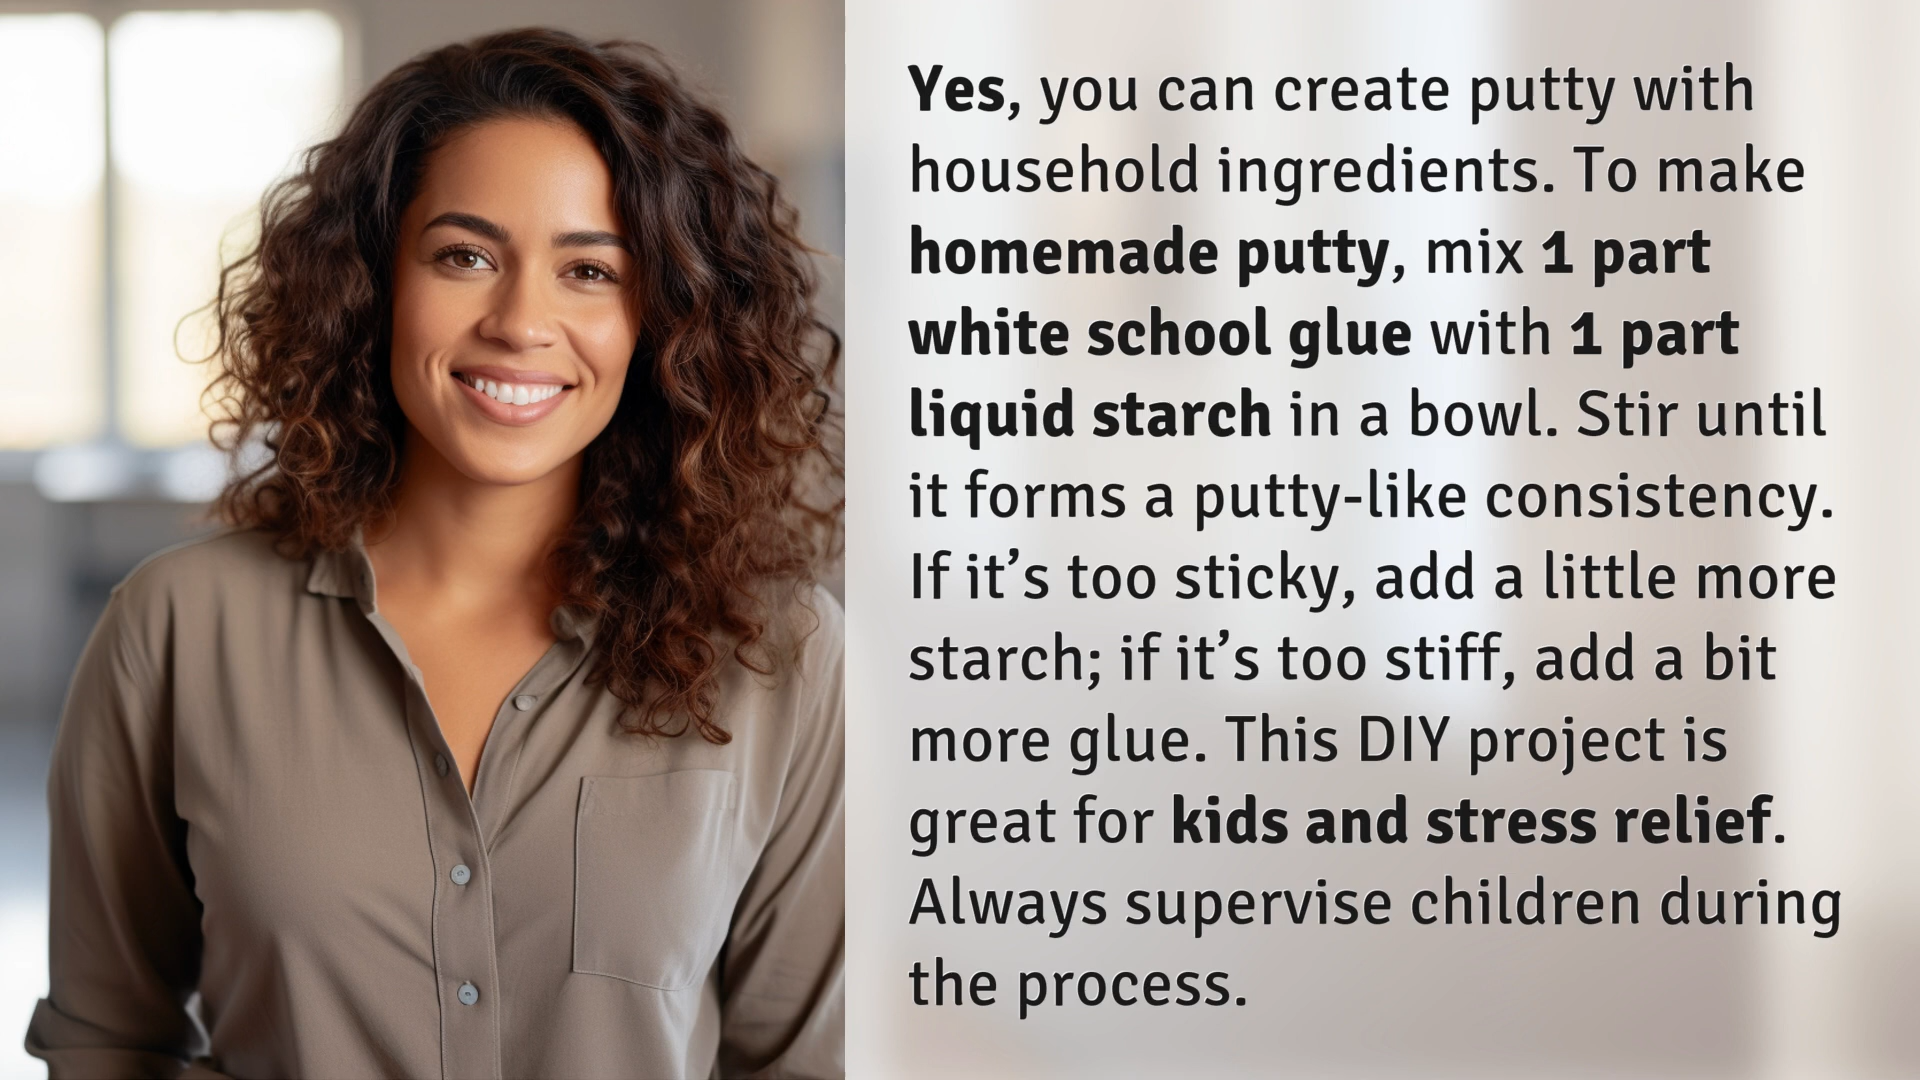 Yes, you can create putty with
household ingredients. To make
homemade putty, mix 1 part
white school glue with 1 part
liquid starch in a bowl. Stir until
it forms a putty-like consistency.
If it’s too sticky, add a little more
starch; if it’s too stiff, add a bit
more glue. This DIY project is
great for kids and stress relief.
Always supervise children during
the process.